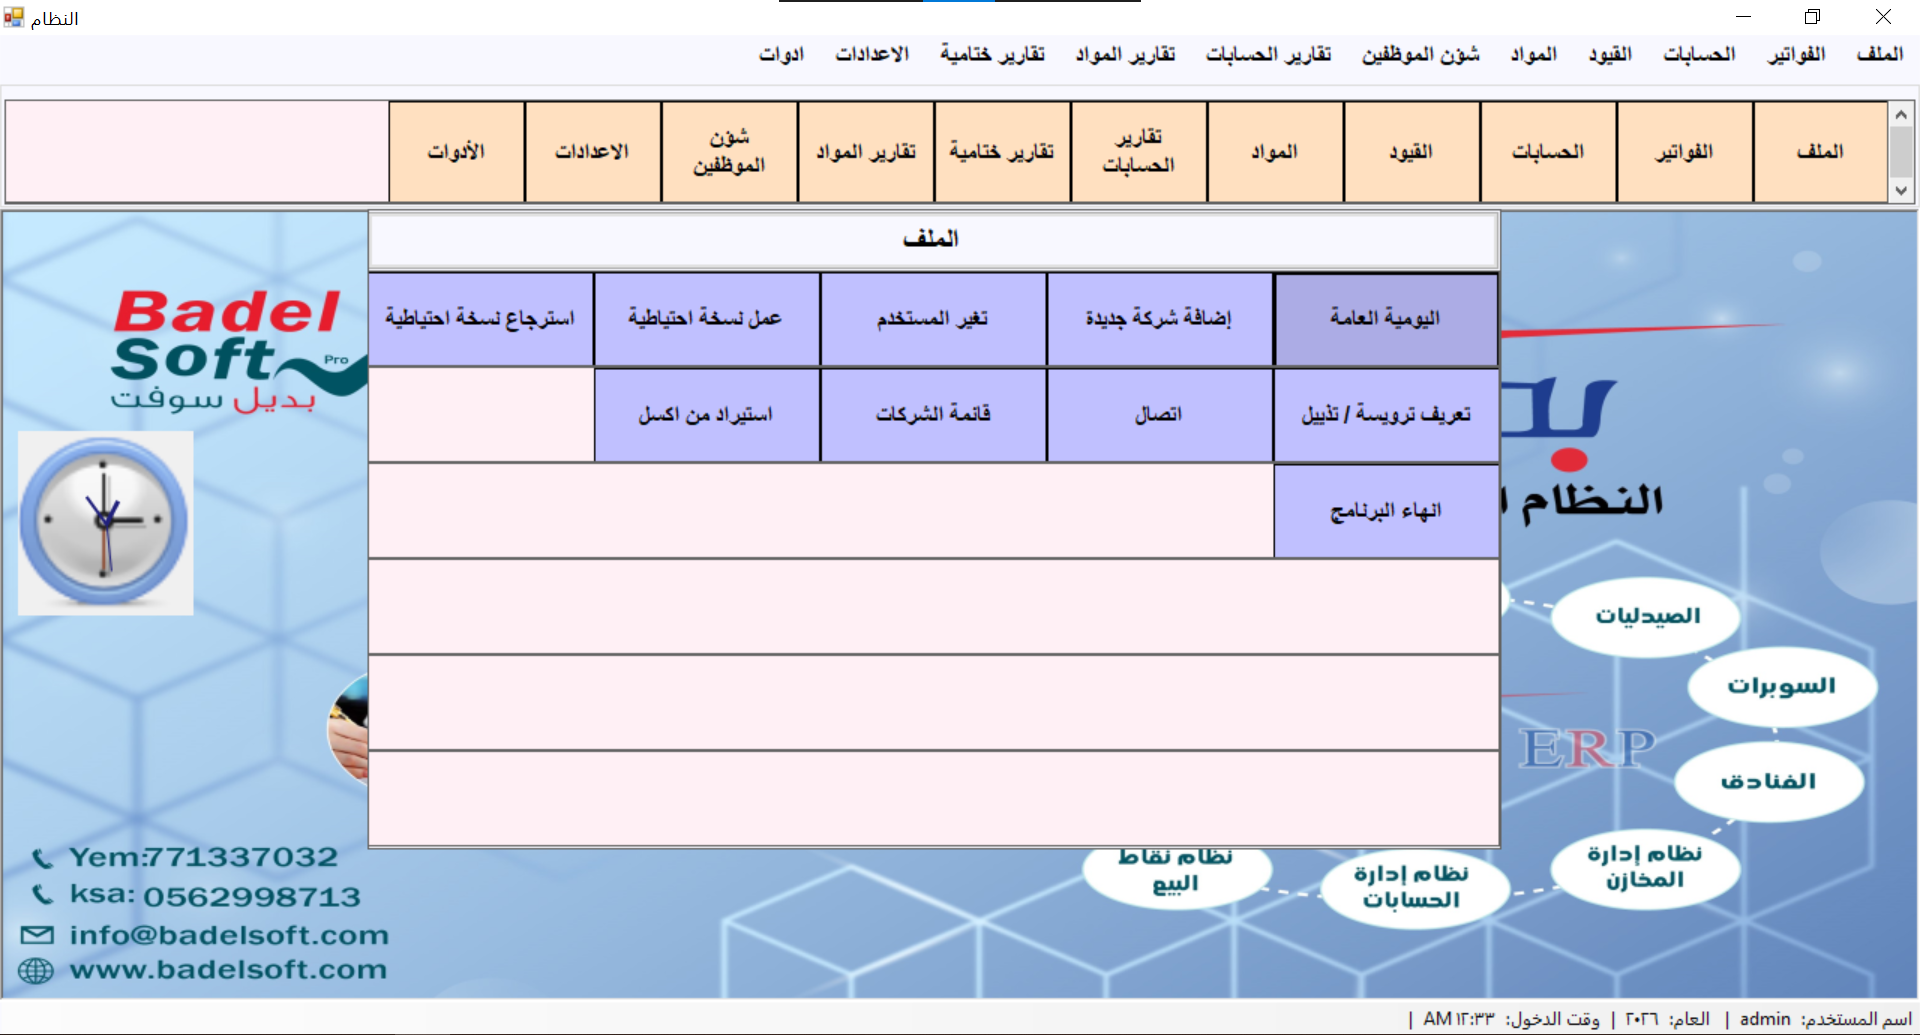 النظام
الملف الفواتير الحسابات القيود المواد شؤن الموظفين تقارير الحسابات تقارير المواد تقارير ختامية الاعدادات ادوات
الملف
الفواتير
الحسابات
القيود
المواد
تقارير
الحسابات
تقارير ختامية
تقارير المواد
شؤن
الموظفين
الاعدادات
الأدوات
الملف
اليومية العامة
إضافة شركة جديدة
تغير المستخدم
عمل نسخة احتياطية
استرجاع نسخة احتياطية
تعريف ترويسة / تذييل
اتصال
قائمة الشركات
استيراد من اكسل
انهاء البرنامج
Badel
Soft
Pro
بديل سوفت
النظام
الصيدليات
السوبرات
ERP
الفنادق
نظام إدارة
المخازن
نظام إدارة
الحسابات
نظام نقاط
البيع
Yem:771337032
ksa: 0562998713
info@badelsoft.com
www.badelsoft.com
اسم المستخدم: admin | العام: ٢٠٢٦ | وقت الدخول: ١٢:٣٣ AM |